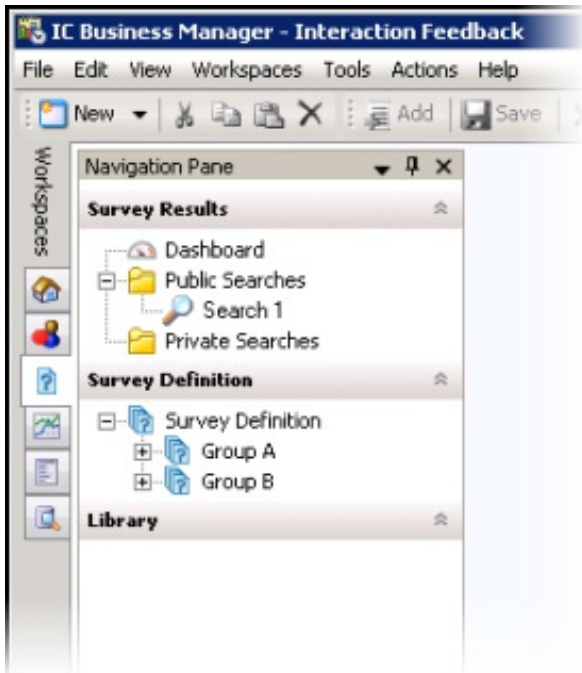 IC Business Manager - Interaction Feedback
File Edit View Workspaces Tools Actions Help
New Add Save
Workspaces
Navigation Pane
Survey Results
Dashboard
Public Searches
Search 1
Private Searches
Survey Definition
Survey Definition
Group A
Group B
Library